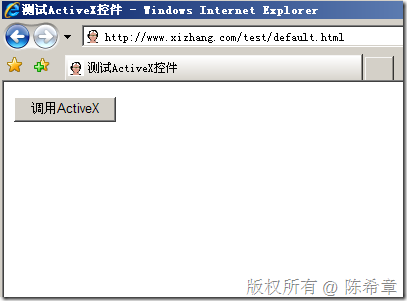 测试ActiveX控件 - Windows Internet Explorer
http://www.xizhang.com/test/default.html
测试ActiveX控件
调用ActiveX
版权所有 @ 陈希章